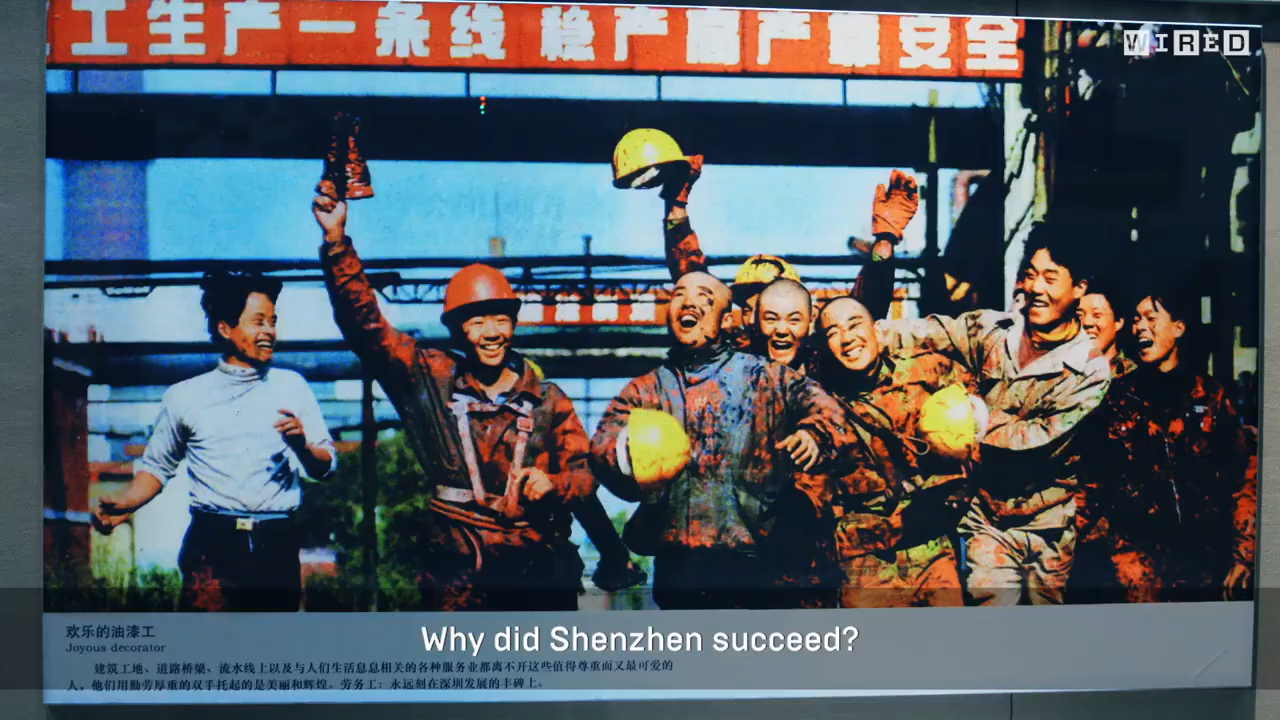 工生产一条线 稳产高产靠安全
WIRED
欢乐的油漆工
Joyous decorator
Why did Shenzhen succeed?
建筑工地、道路桥梁、流水线上以及与人们生活息息相关的各种服务业都离不开这些值得尊重而又最可爱的
人，他们用勤劳厚重的双手托起的是美丽和辉煌。劳务工：永远刻在深圳发展的丰碑上。